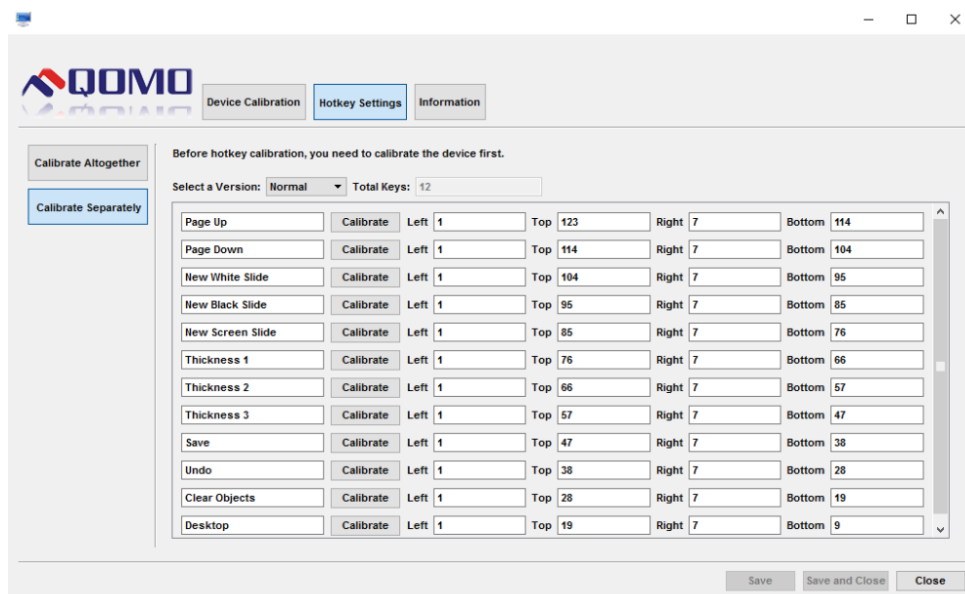 QOMO
Device Calibration Hotkey Settings Information
Calibrate Altogether
Calibrate Separately
Before hotkey calibration, you need to calibrate the device first.
Select a Version: Normal Total Keys: 12
Page Up Calibrate Left 1 Top 123 Right 7 Bottom 114
Page Down Calibrate Left 1 Top 114 Right 7 Bottom 104
New White Slide Calibrate Left 1 Top 104 Right 7 Bottom 95
New Black Slide Calibrate Left 1 Top 95 Right 7 Bottom 85
New Screen Slide Calibrate Left 1 Top 85 Right 7 Bottom 76
Thickness 1 Calibrate Left 1 Top 76 Right 7 Bottom 66
Thickness 2 Calibrate Left 1 Top 66 Right 7 Bottom 57
Thickness 3 Calibrate Left 1 Top 57 Right 7 Bottom 47
Save Calibrate Left 1 Top 47 Right 7 Bottom 38
Undo Calibrate Left 1 Top 38 Right 7 Bottom 28
Clear Objects Calibrate Left 1 Top 28 Right 7 Bottom 19
Desktop Calibrate Left 1 Top 19 Right 7 Bottom 9
Save Save and Close Close